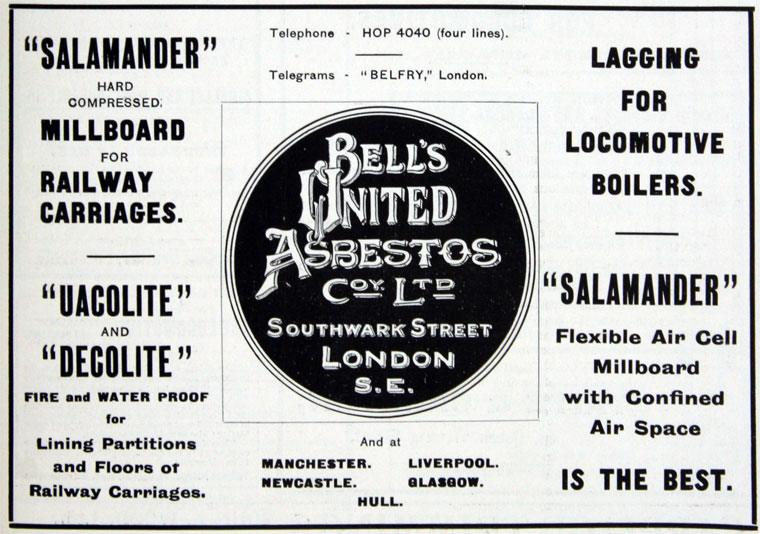 "SALAMANDER"
HARD
COMPRESSED.
MILLBOARD
FOR
RAILWAY
CARRIAGES.
"UACOLITE"
AND
"DECOLITE"
FIRE and WATER PROOF
for
Lining Partitions
and Floors of
Railway Carriages.
Telephone - HOP 4040 (four lines).
Telegrams - "BELFRY," London.
BELL'S
UNITED
ASBESTOS
COY. LTD
SOUTHWARK STREET
LONDON
S.E.
And at
MANCHESTER. LIVERPOOL.
NEWCASTLE. GLASGOW.
HULL.
LAGGING
FOR
LOCOMOTIVE
BOILERS.
"SALAMANDER"
Flexible Air Cell
Millboard
with Confined
Air Space
IS THE BEST.